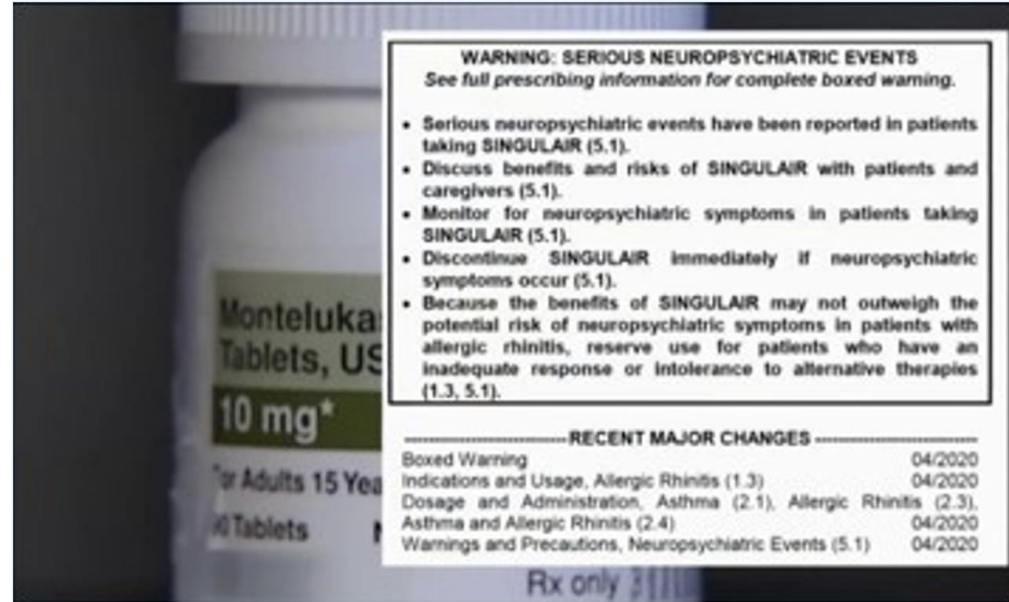 WARNING: SERIOUS NEUROPSYCHIATRIC EVENTS
See full prescribing information for complete boxed warning.
• Serious neuropsychiatric events have been reported in patients
taking SINGULAIR (5.1).
• Discuss benefits and risks of SINGULAIR with patients and
caregivers (5.1).
• Monitor for neuropsychiatric symptoms in patients taking
SINGULAIR (5.1).
• Discontinue SINGULAIR immediately if neuropsychiatric
symptoms occur (5.1).
• Because the benefits of SINGULAIR may not outweigh the
potential risk of neuropsychiatric symptoms in patients with
allergic rhinitis, reserve use for patients who have an
inadequate response or intolerance to alternative therapies
(1.3, 5.1).
RECENT MAJOR CHANGES
Boxed Warning 04/2020
Indications and Usage, Allergic Rhinitis (1.3) 04/2020
Dosage and Administration, Asthma (2.1), Allergic Rhinitis (2.3),
Asthma and Allergic Rhinitis (2.4) 04/2020
Warnings and Precautions, Neuropsychiatric Events (5.1) 04/2020
Monteluka
Tablets, US
10 mg*
or Adults 15 Yea
0 Tablets N
Rx only